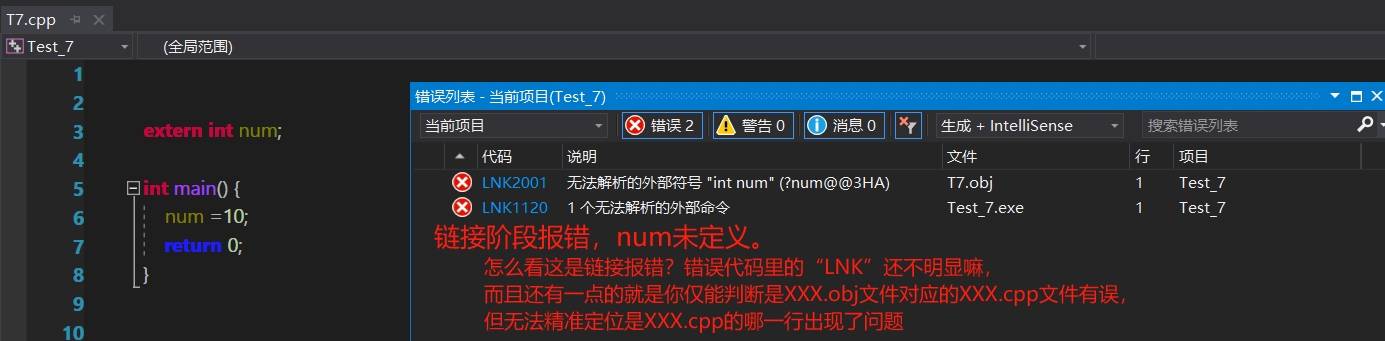 T7.cpp
Test_7
(全局范围)
1
2
3 extern int num;
4
5 int main() {
6 num =10;
7 return 0;
8 }
10
错误列表 - 当前项目(Test_7)
当前项目 错误 2 警告 0 消息 0 生成 + IntelliSense 搜索错误列表
代码 说明 文件 行 项目
LNK2001 无法解析的外部符号 "int num" (?num@@3HA) T7.obj 1 Test_7
LNK1120 1 个无法解析的外部命令 Test_7.exe 1 Test_7
链接阶段报错，num未定义。
怎么看这是链接报错？错误代码里的“LNK”还不明显嘛，
而且还有一点的就是你仅能判断是XXX.obj文件对应的XXX.cpp文件有误，
但无法精准定位是XXX.cpp的哪一行出现了问题